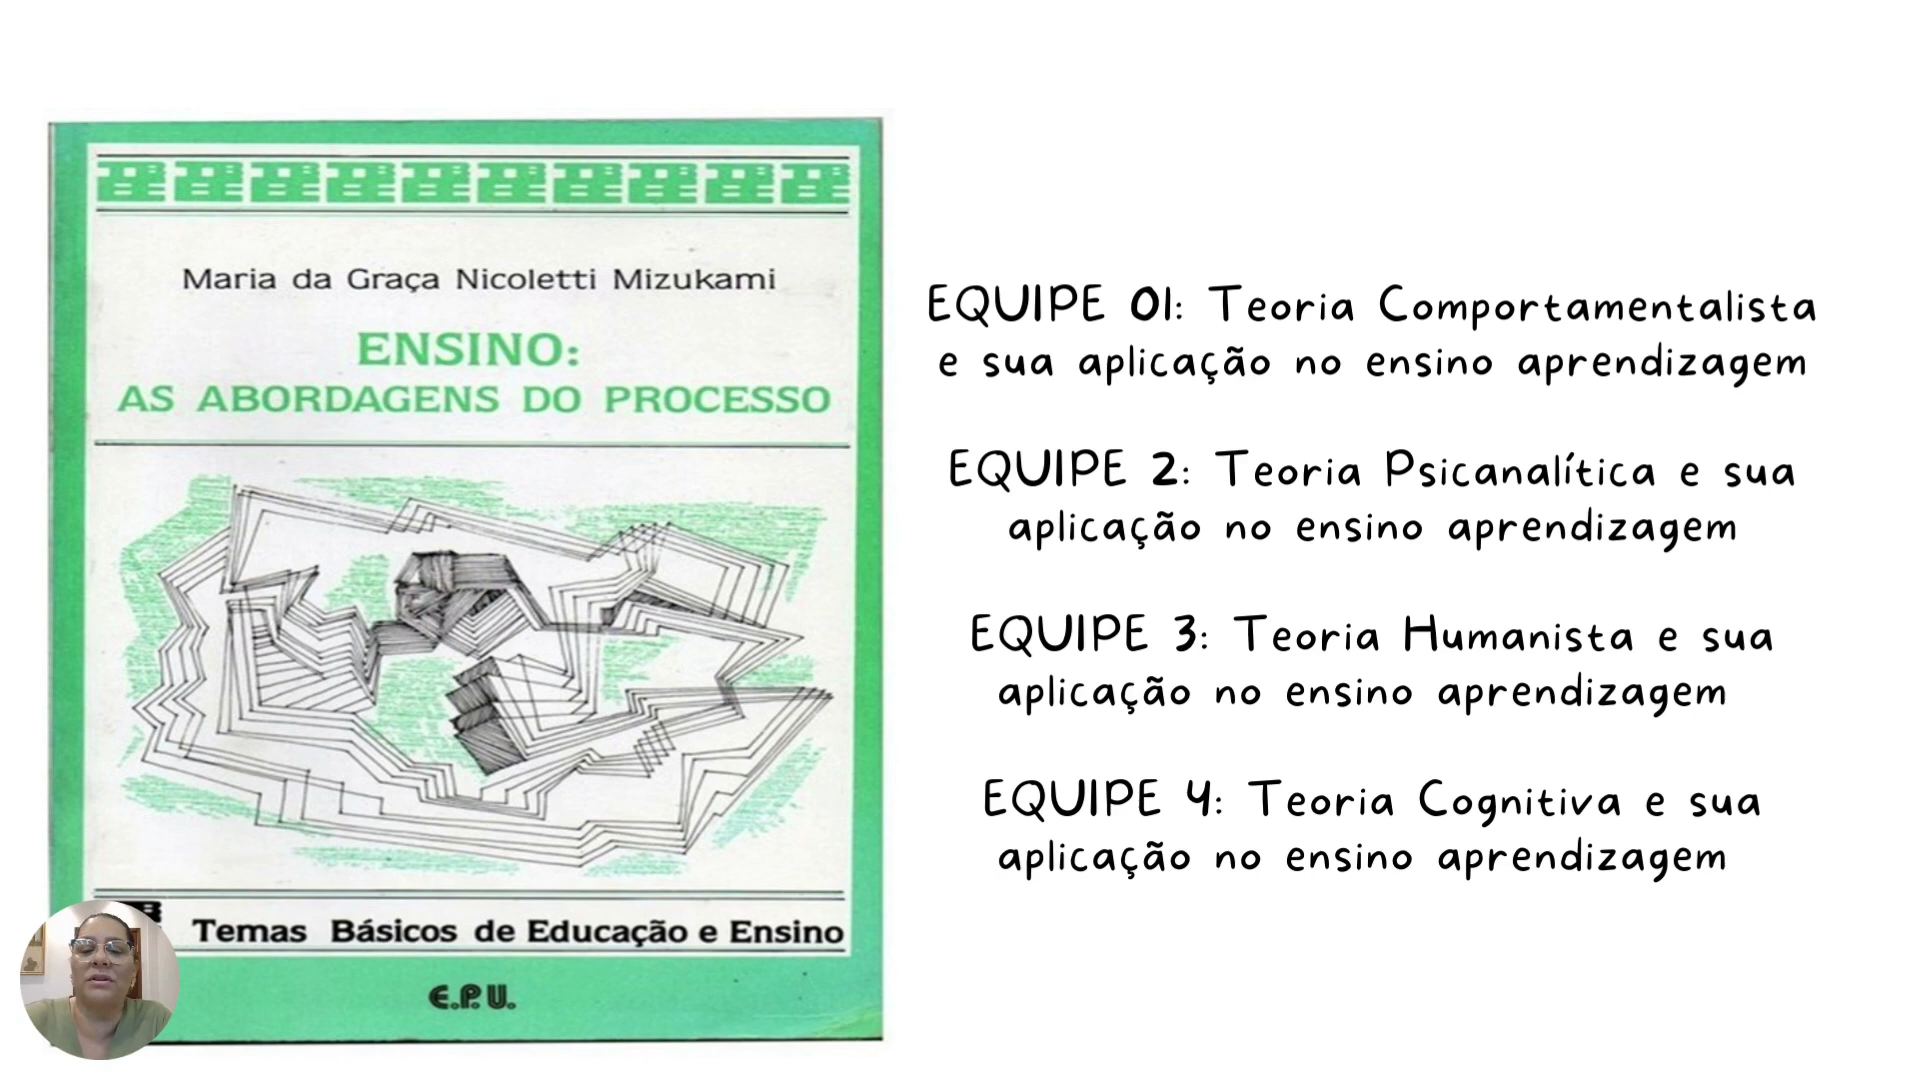 Maria da Graça Nicoletti Mizukami
ENSINO:
AS ABORDAGENS DO PROCESSO
Temas Básicos de Educação e Ensino
E.P.U.
EQUIPE 01: Teoria Comportamentalista
e sua aplicação no ensino aprendizagem
EQUIPE 2: Teoria Psicanalítica e sua
aplicação no ensino aprendizagem
EQUIPE 3: Teoria Humanista e sua
aplicação no ensino aprendizagem
EQUIPE 4: Teoria Cognitiva e sua
aplicação no ensino aprendizagem